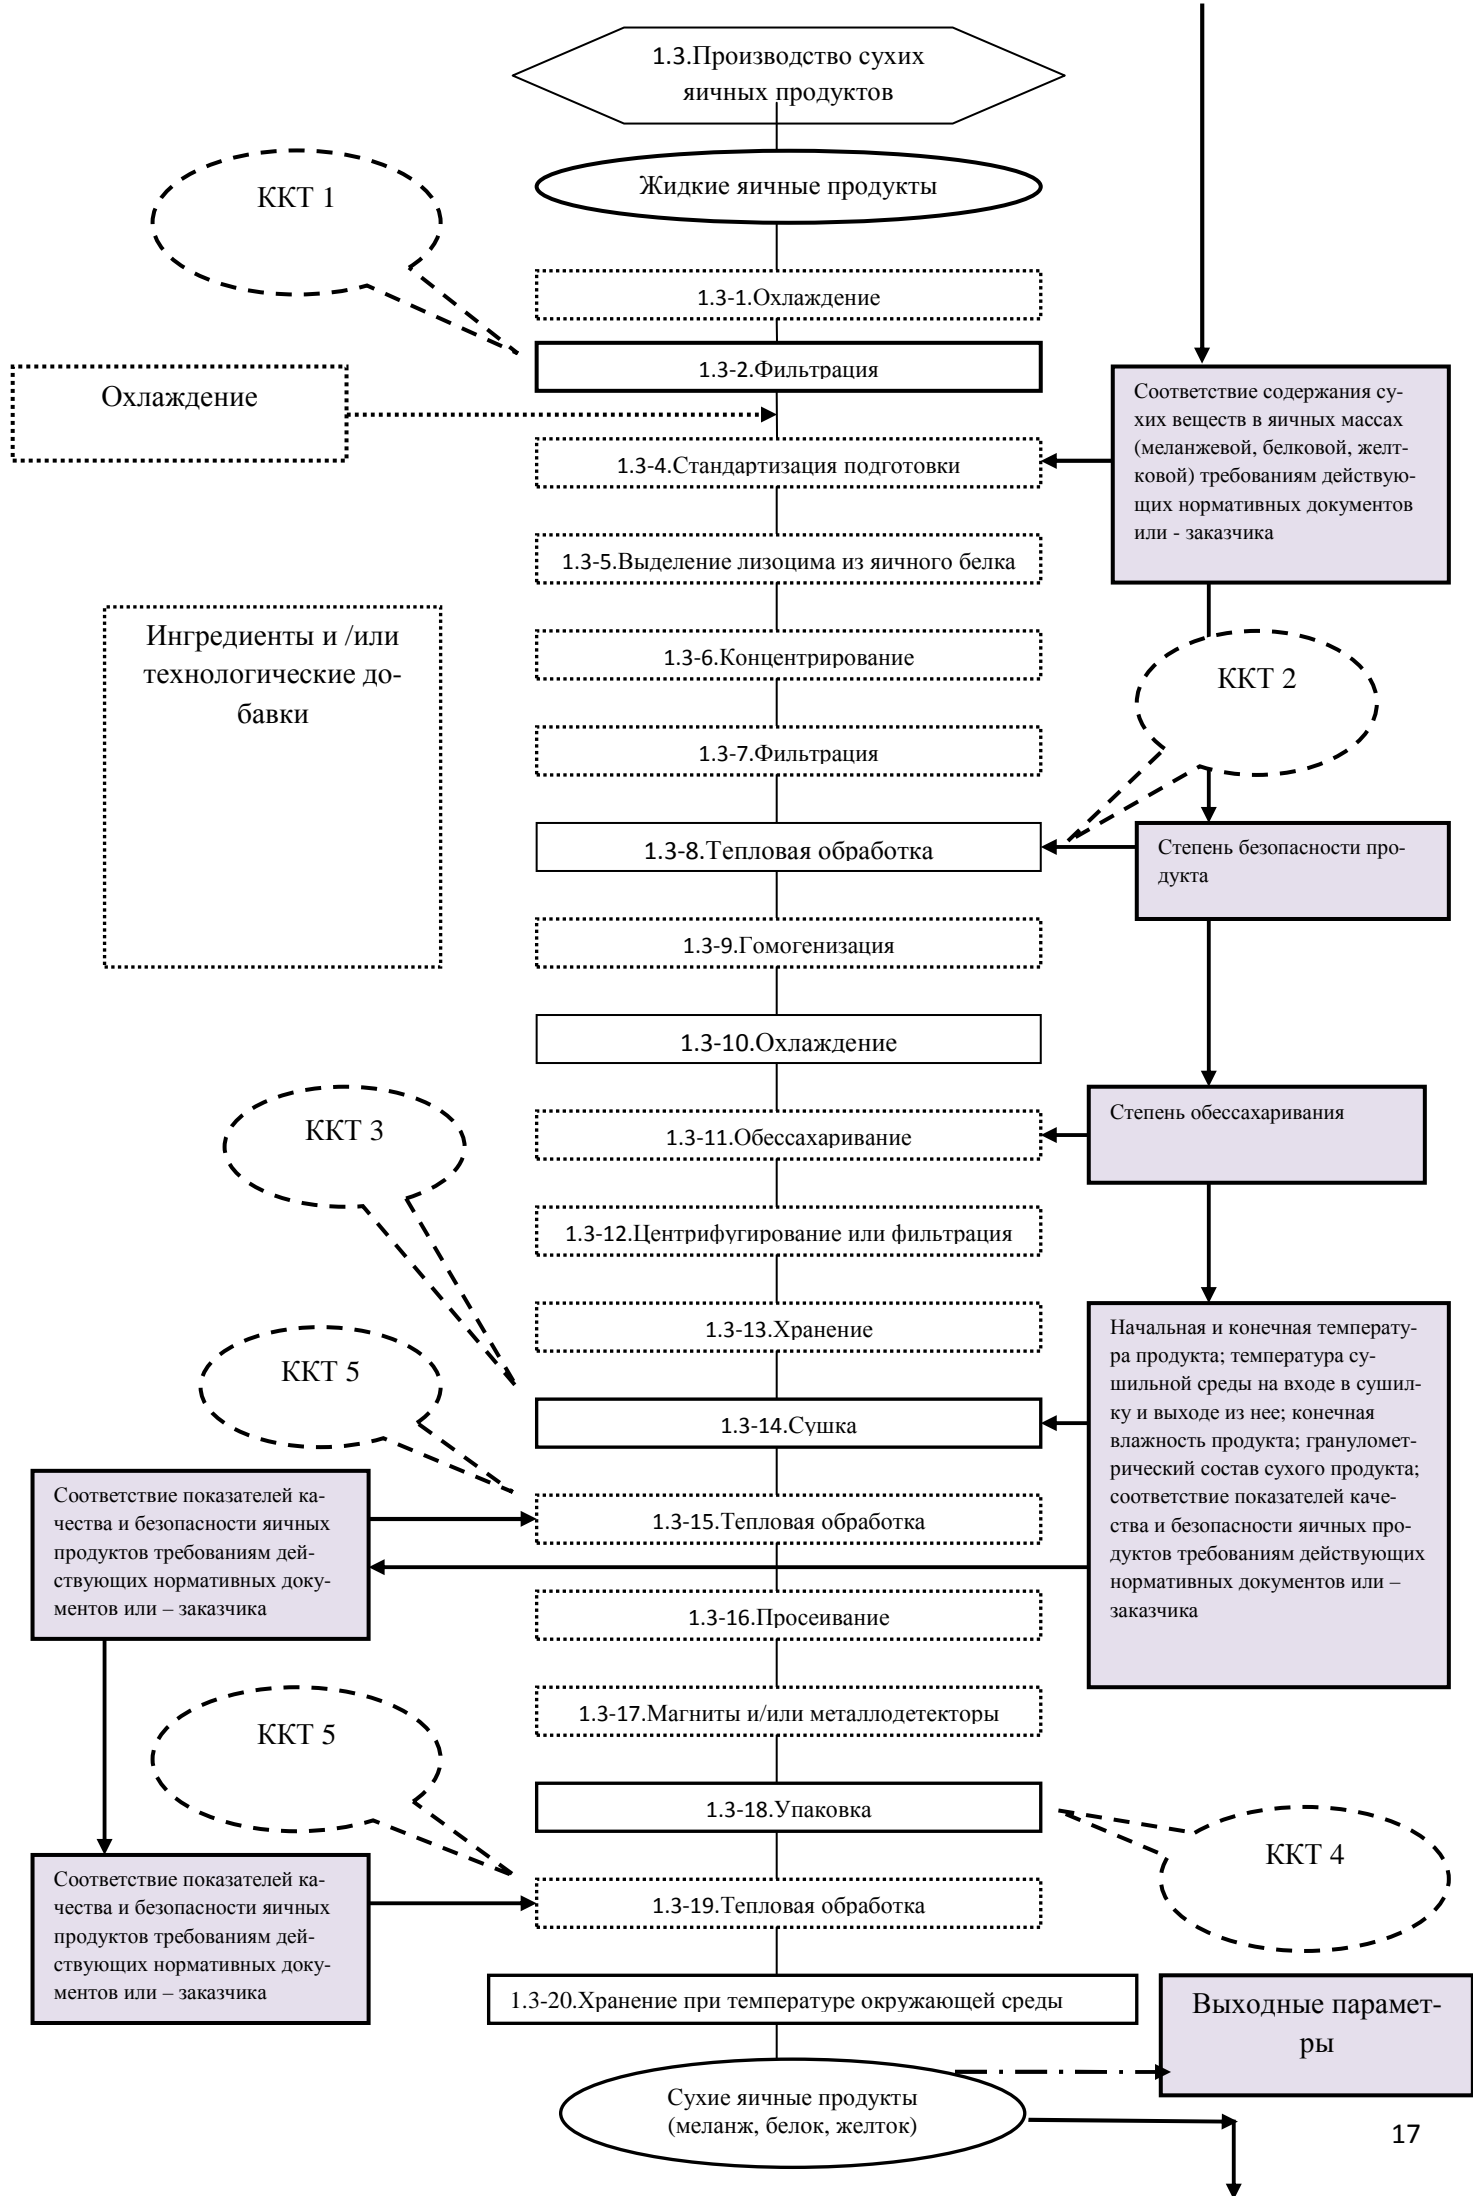 1.3.Производство сухих
яичных продуктов
Жидкие яичные продукты
ККТ 1
1.3-1.Охлаждение
1.3-2.Фильтрация
Охлаждение
Соответствие содержания су-
хих веществ в яичных массах
(меланжевой, белковой, желт-
ковой) требованиям действую-
щих нормативных документов
или - заказчика
1.3-4.Стандартизация подготовки
1.3-5.Выделение лизоцима из яичного белка
Ингредиенты и /или
технологические до-
бавки
1.3-6.Концентрирование
ККТ 2
1.3-7.Фильтрация
1.3-8.Тепловая обработка
Степень безопасности про-
дукта
1.3-9.Гомогенизация
1.3-10.Охлаждение
ККТ 3
1.3-11.Обессахаривание
Степень обессахаривания
1.3-12.Центрифугирование или фильтрация
1.3-13.Хранение
Начальная и конечная температу-
ра продукта; температура су-
шильной среды на входе в сушил-
ку и выходе из нее; конечная
влажность продукта; грануломет-
рический состав сухого продукта;
соответствие показателей каче-
ства и безопасности яичных про-
дуктов требованиям действующих
нормативных документов или –
заказчика
ККТ 5
1.3-14.Сушка
Соответствие показателей ка-
чества и безопасности яичных
продуктов требованиям дей-
ствующих нормативных доку-
ментов или – заказчика
1.3-15.Тепловая обработка
1.3-16.Просеивание
1.3-17.Магниты и/или металлодетекторы
ККТ 5
1.3-18.Упаковка
ККТ 4
Соответствие показателей ка-
чества и безопасности яичных
продуктов требованиям дей-
ствующих нормативных доку-
ментов или – заказчика
1.3-19.Тепловая обработка
1.3-20.Хранение при температуре окружающей среды
Выходные парамет-
ры
Сухие яичные продукты
(меланж, белок, желток)
17